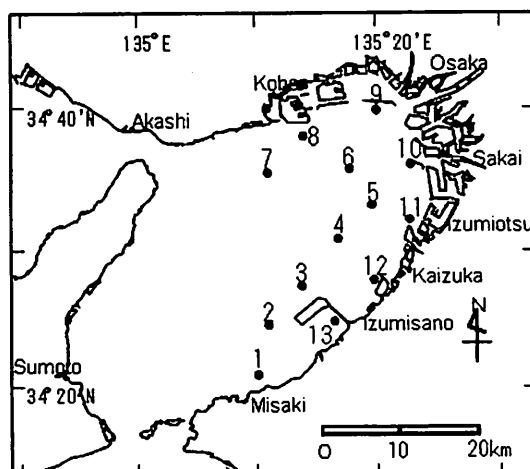 135°E
135°20'E
Osaka
Kobe
9
34°40'N
Akashi
8
7
6
10
Sakai
5
11
Izumiotsu
4
3
12
Kaizuka
2
13
Izumisano
N
Sumoto
1
34°20'N
Misaki
0 10 20km